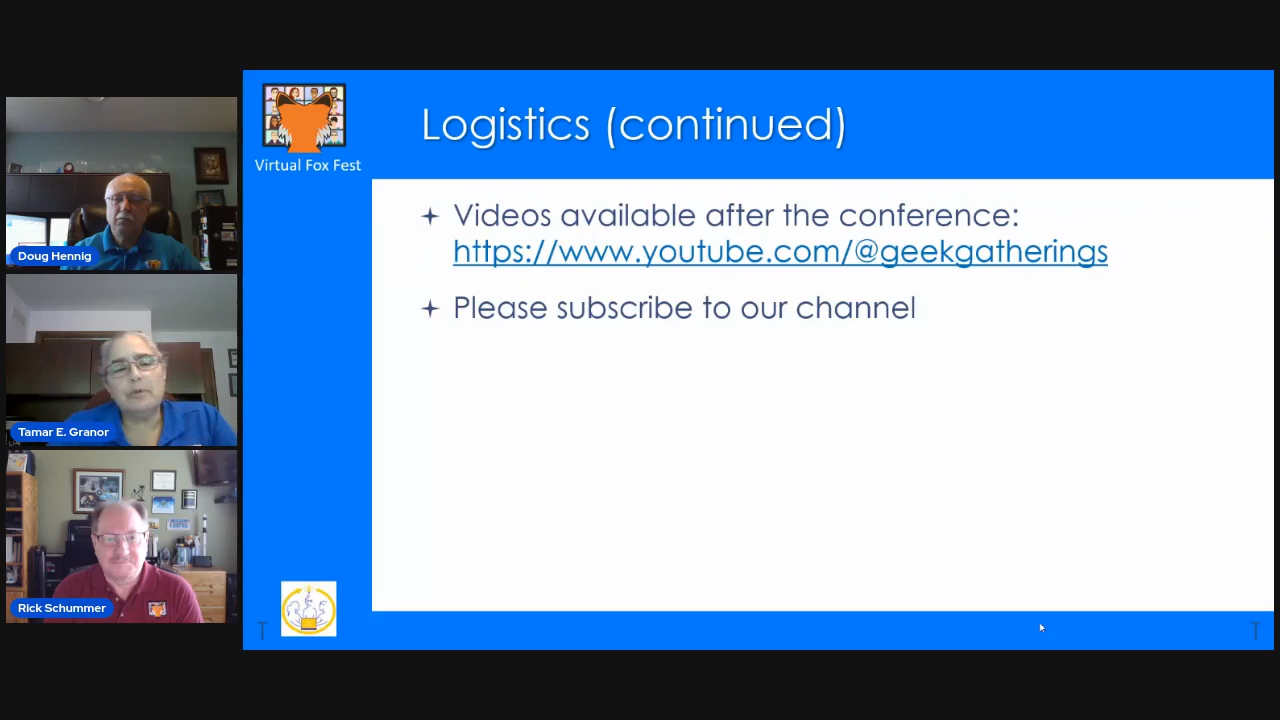 Logistics (continued)
Virtual Fox Fest
Videos available after the conference:
https://www.youtube.com/@geekgatherings
Please subscribe to our channel
Doug Hennig
Tamar E. Granor
Rick Schummer
T
T